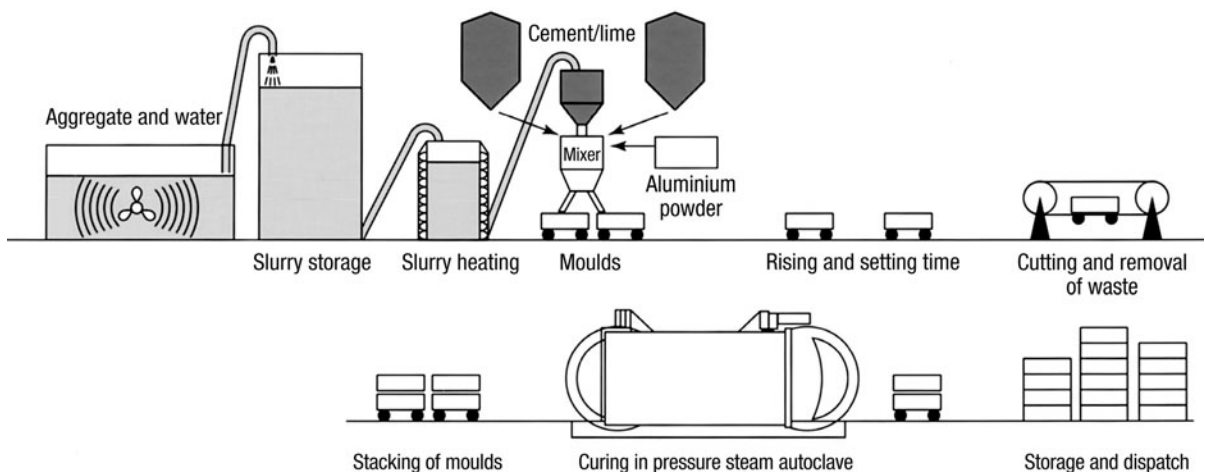 Cement/lime
Aggregate and water
Mixer
Aluminium
powder
Slurry storage
Slurry heating
Moulds
Rising and setting time
Cutting and removal
of waste
Stacking of moulds
Curing in pressure steam autoclave
Storage and dispatch